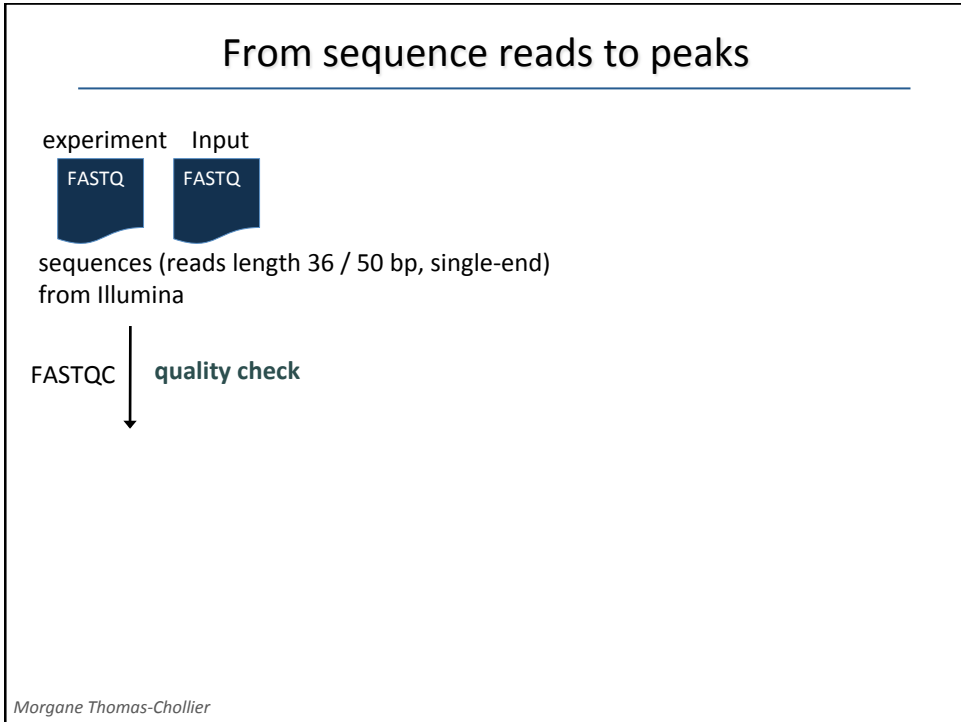 From sequence reads to peaks
experiment Input
FASTQ FASTQ
sequences (reads length 36 / 50 bp, single-end)
from Illumina
FASTQC quality check
Morgane Thomas-Chollier